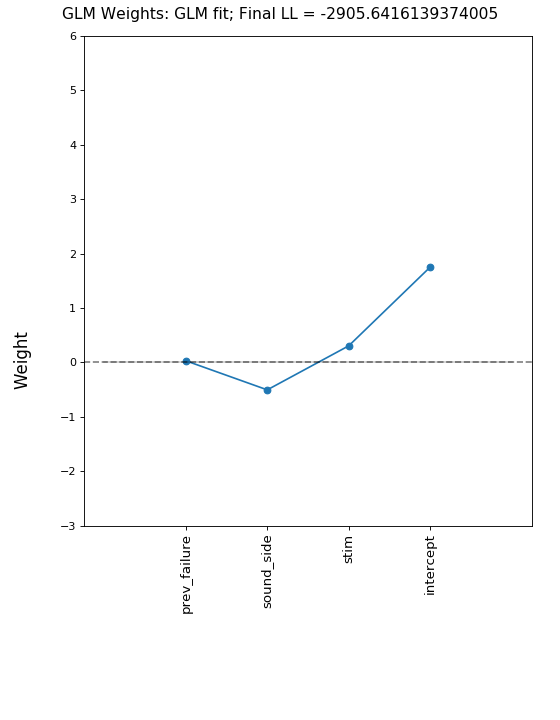 GLM Weights: GLM fit; Final LL = -2905.6416139374005
6
5
4
3
2
1
0
−1
−2
−3
Weight
prev_failure
sound_side
stim
intercept